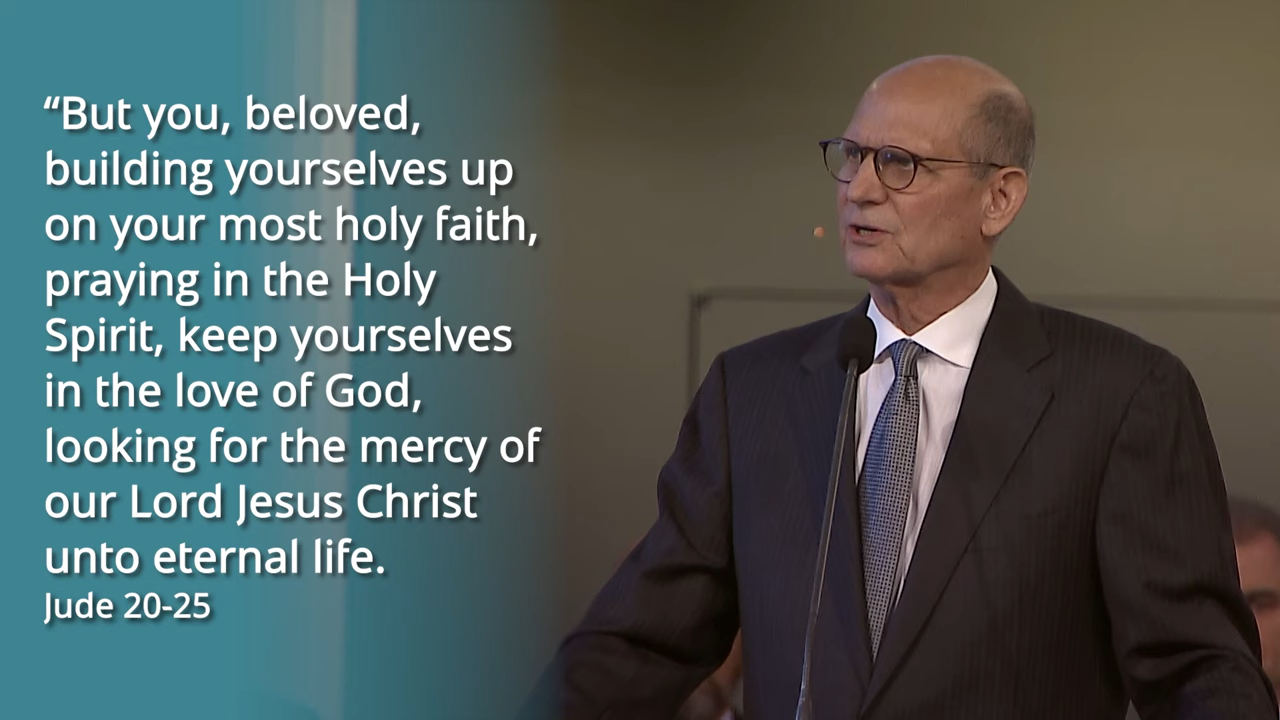 “But you, beloved,
building yourselves up
on your most holy faith,
praying in the Holy
Spirit, keep yourselves
in the love of God,
looking for the mercy of
our Lord Jesus Christ
unto eternal life.
Jude 20-25